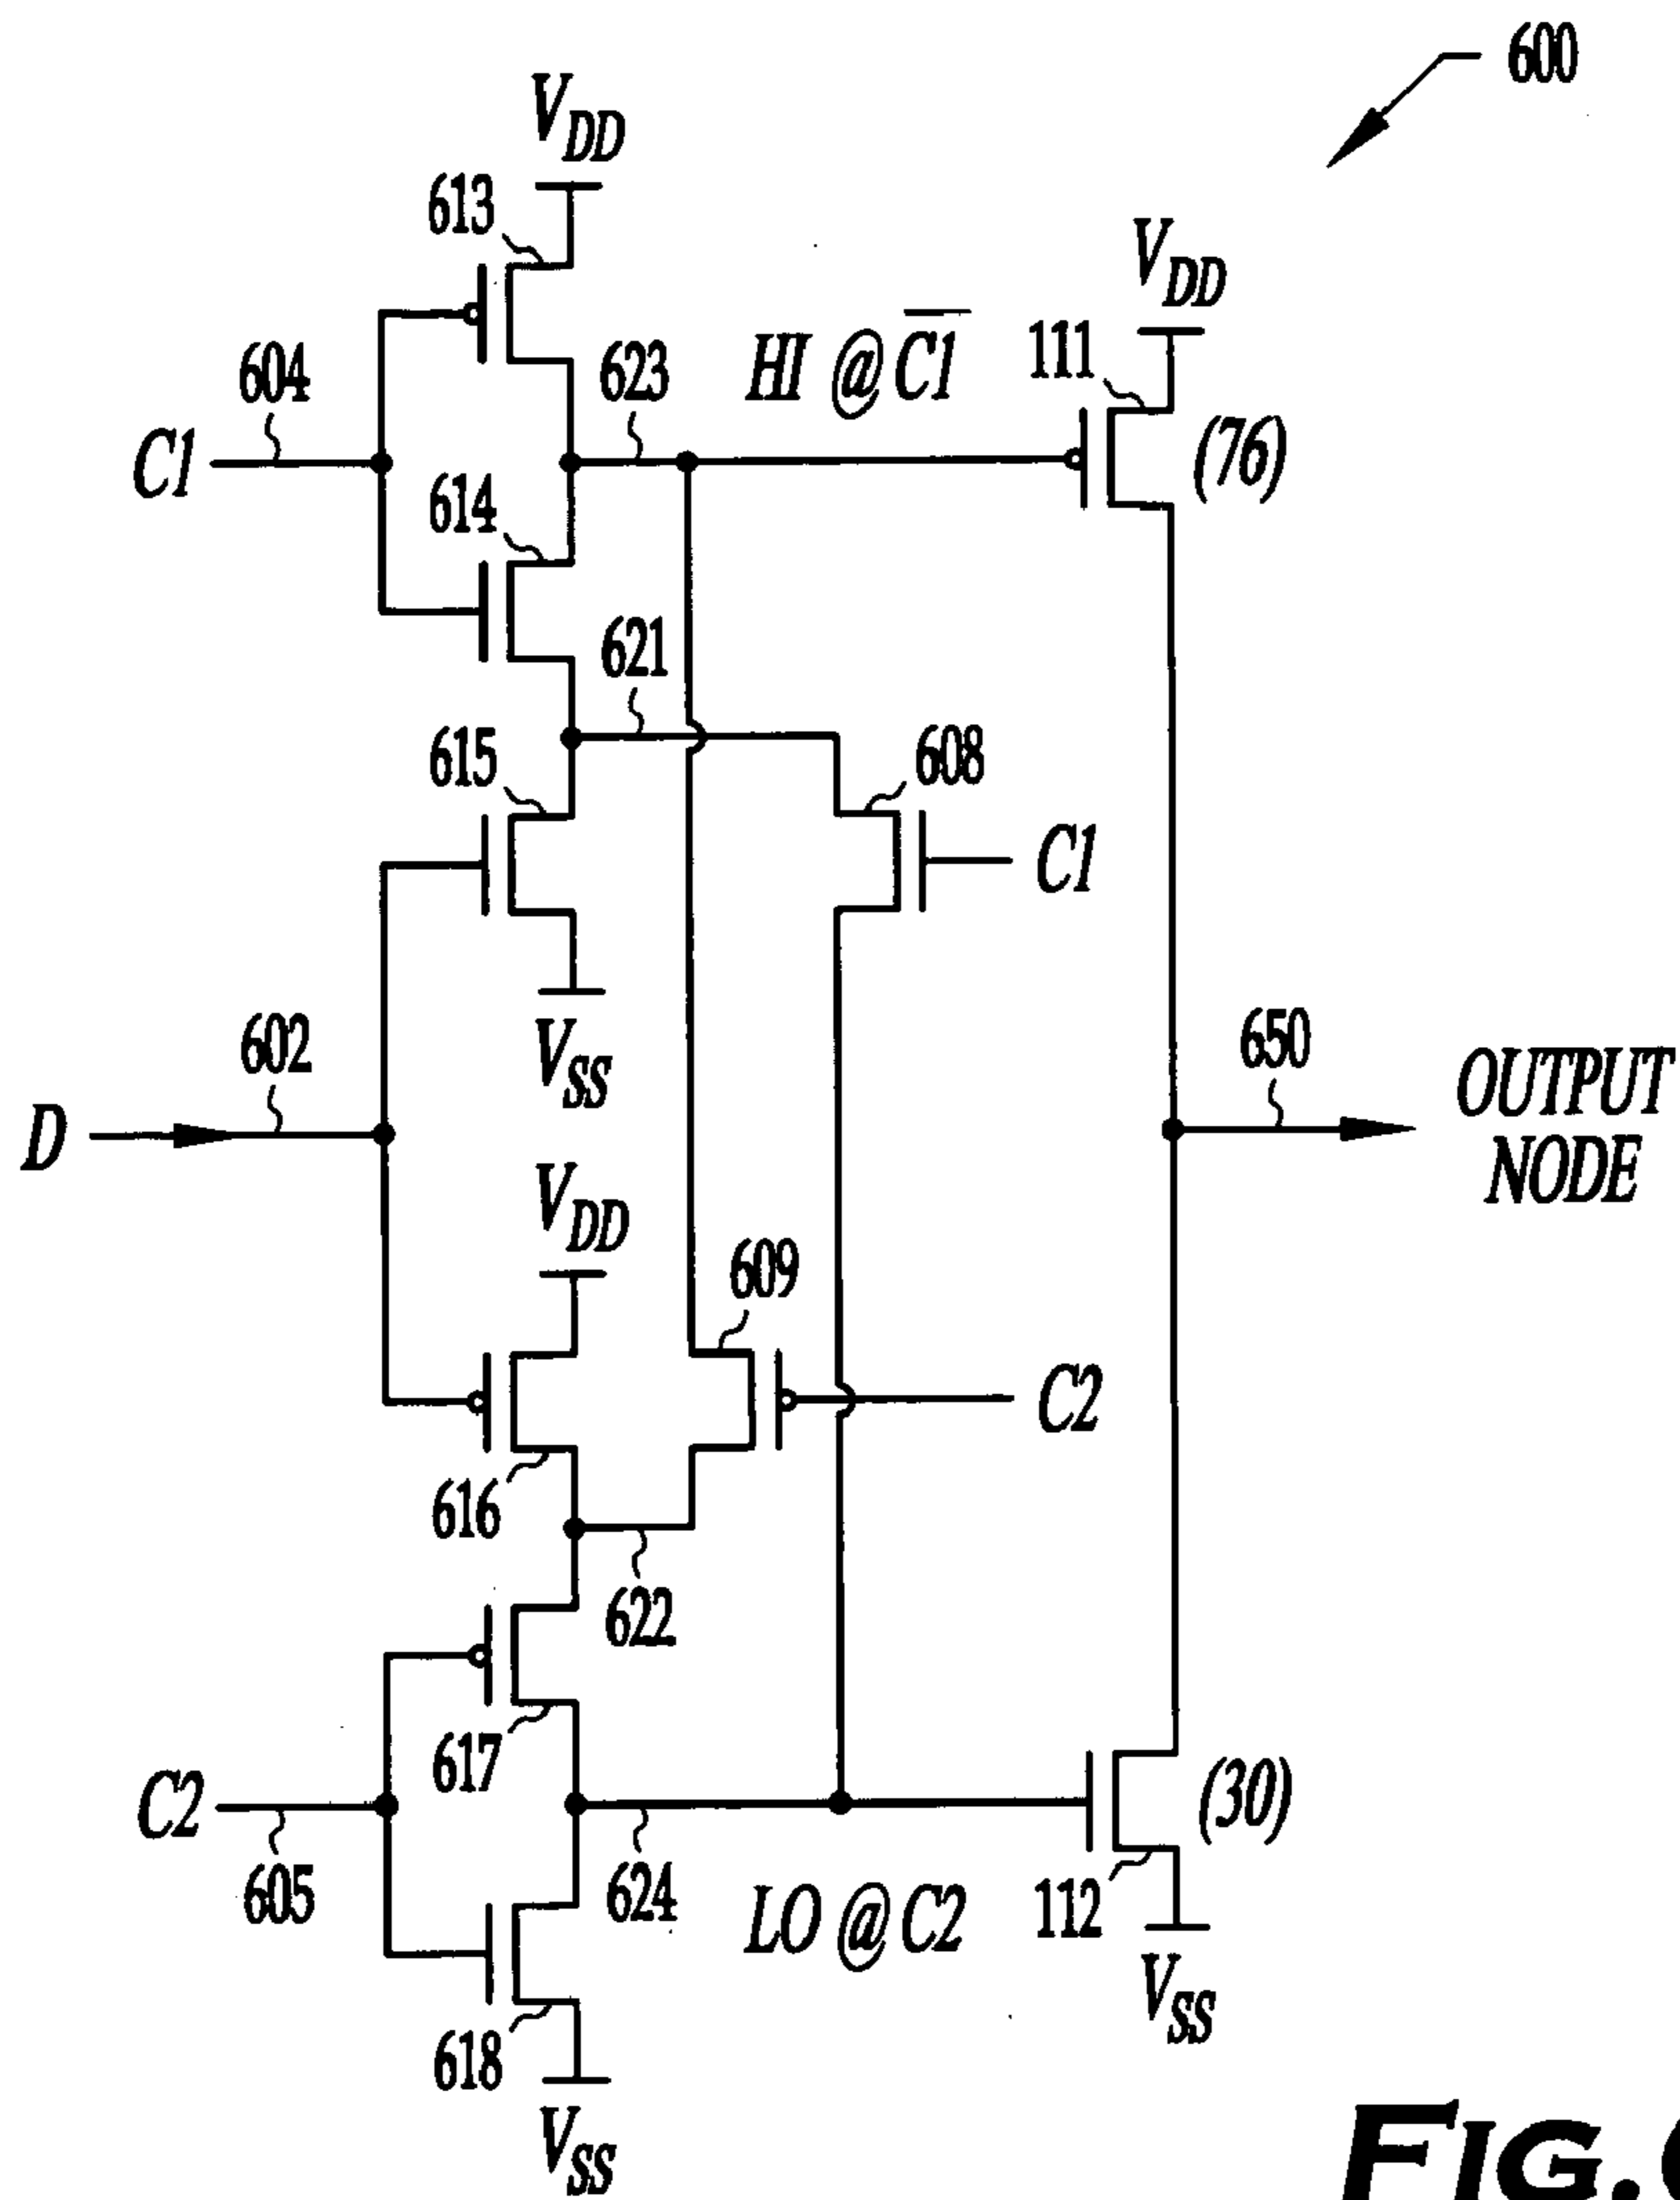 600
V_DD
613
V_DD
HI @ C1̅
111
604
623
(76)
C1
614
621
615
608
C1
V_SS
602
650
OUTPUT
NODE
D
V_DD
609
C2
616
622
617
C2
(30)
605
624
LO @ C2
112
V_SS
618
V_SS
FIG.